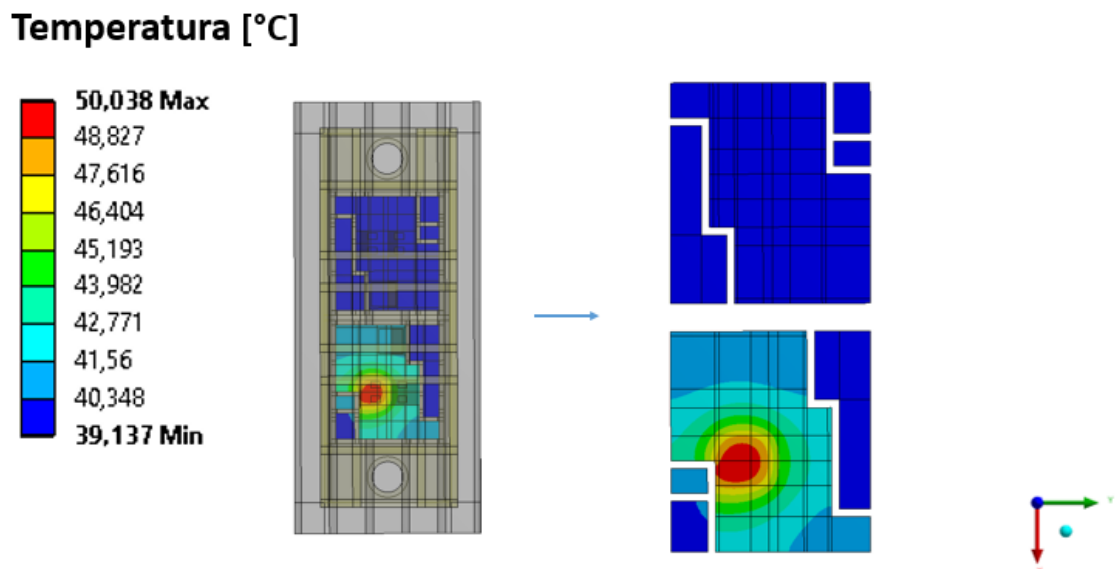 Temperatura [°C]
50,038 Max
48,827
47,616
46,404
45,193
43,982
42,771
41,56
40,348
39,137 Min
Y